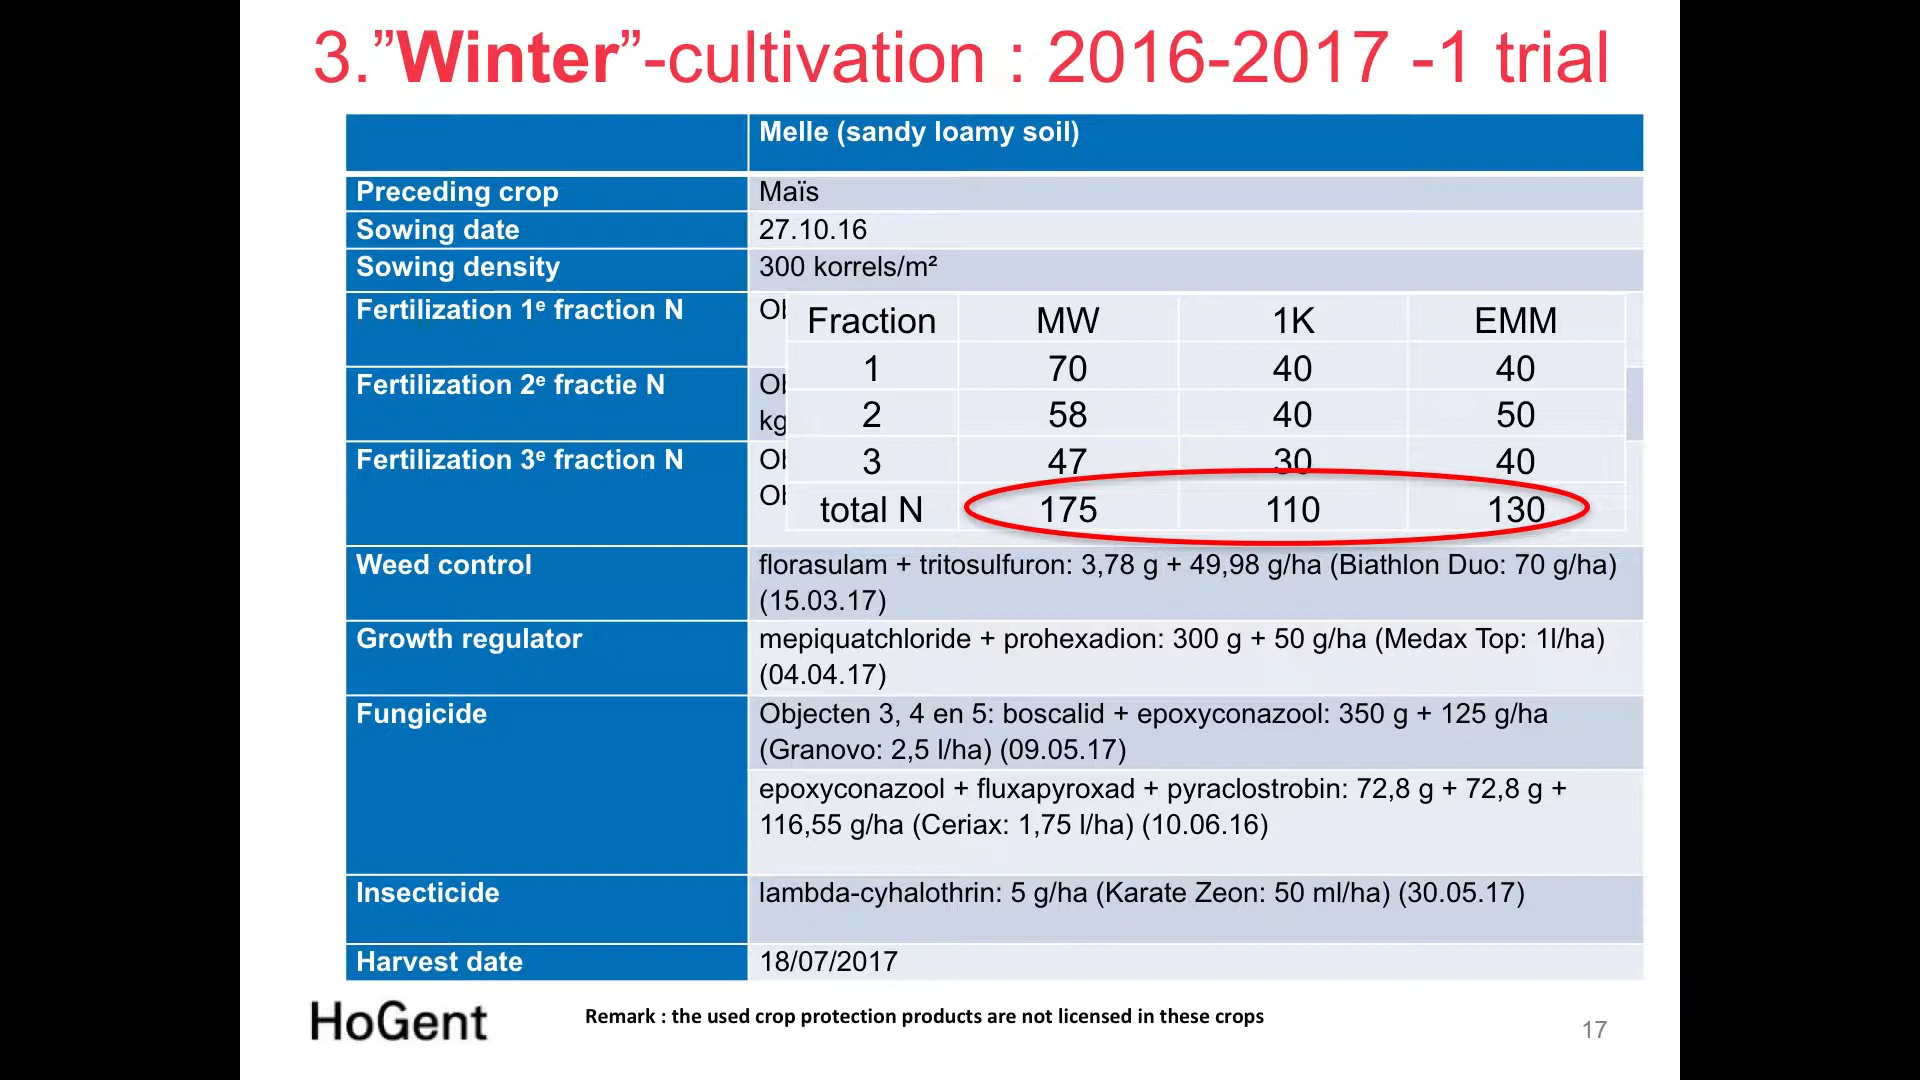 3.”Winter”-cultivation : 2016-2017 -1 trial
Melle (sandy loamy soil)
Preceding crop
Maïs
Sowing date
27.10.16
Sowing density
300 korrels/m²
Fertilization 1ᵉ fraction N
Fraction MW 1K EMM
1 70 40 40
Fertilization 2ᵉ fractie N
2 58 40 50
kg
Fertilization 3ᵉ fraction N
3 47 30 40
total N 175 110 130
Weed control
florasulam + tritosulfuron: 3,78 g + 49,98 g/ha (Biathlon Duo: 70 g/ha)
(15.03.17)
Growth regulator
mepiquatchloride + prohexadion: 300 g + 50 g/ha (Medax Top: 1l/ha)
(04.04.17)
Fungicide
Objecten 3, 4 en 5: boscalid + epoxyconazool: 350 g + 125 g/ha
(Granovo: 2,5 l/ha) (09.05.17)
epoxyconazool + fluxapyroxad + pyraclostrobin: 72,8 g + 72,8 g +
116,55 g/ha (Ceriax: 1,75 l/ha) (10.06.16)
Insecticide
lambda-cyhalothrin: 5 g/ha (Karate Zeon: 50 ml/ha) (30.05.17)
Harvest date
18/07/2017
HoGent
Remark : the used crop protection products are not licensed in these crops
17